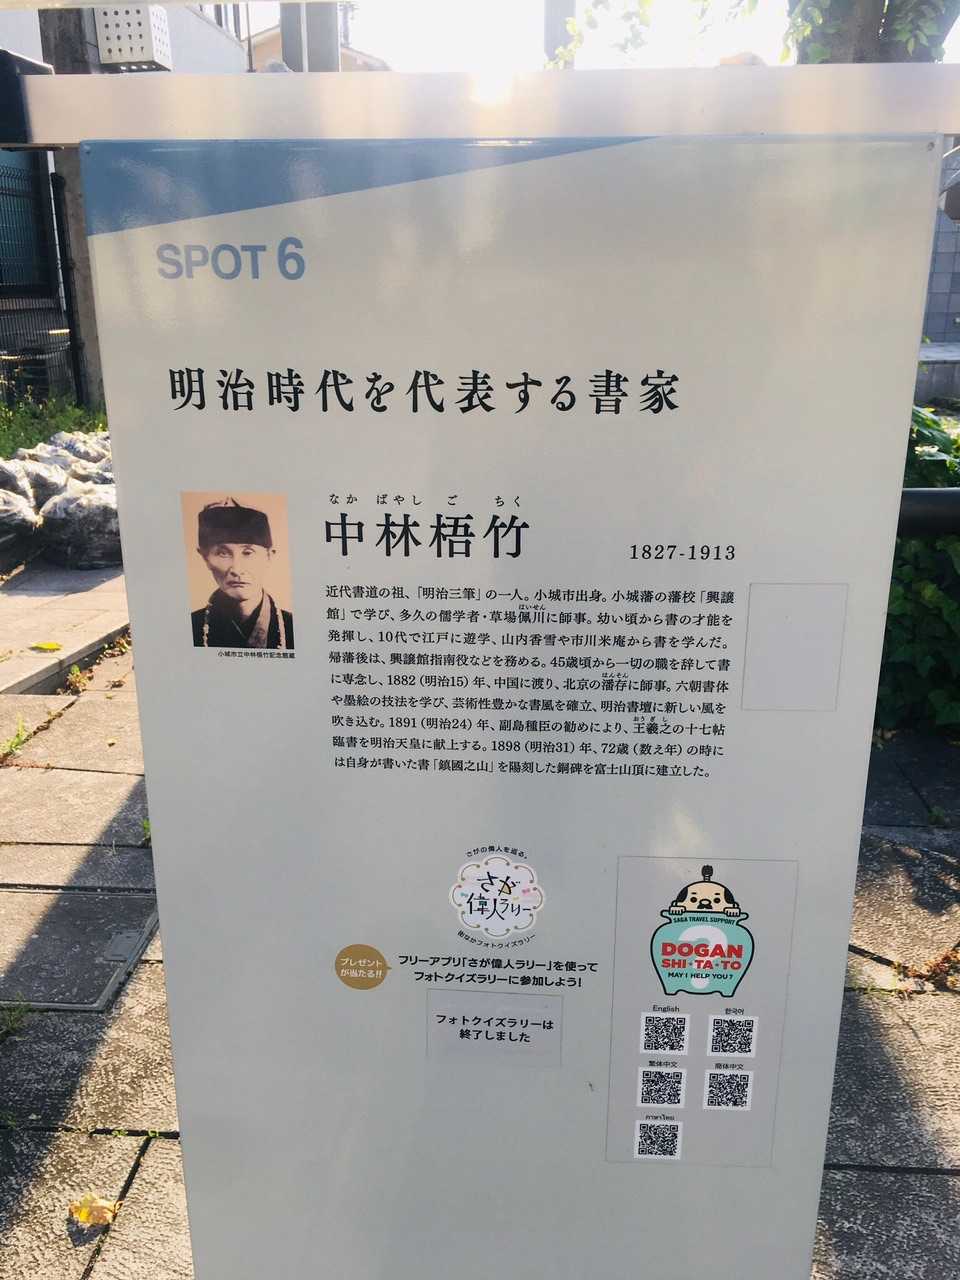 SPOT 6
明治時代を代表する書家
なか ばやし ご ちく
中林梧竹
1827-1913
小城市立中林梧竹記念館蔵
近代書道の祖、「明治三筆」の一人。小城市出身。小城藩の藩校「興譲
館」で学び、多久の儒学者・草場佩川に師事。幼い頃から書の才能を
はいせん
発揮し、10代で江戸に遊学、山内香雪や市川米庵から書を学んだ。
帰藩後は、興譲館指南役などを務める。45歳頃から一切の職を辞して書
に専念し、1882（明治15）年、中国に渡り、北京の潘存に師事。六朝書体
はんそん
や墨絵の技法を学び、芸術性豊かな書風を確立、明治書壇に新しい風を
吹き込む。1891（明治24）年、副島種臣の勧めにより、王羲之の十七帖
おうぎし
臨書を明治天皇に献上する。1898（明治31）年、72歳（数え年）の時に
は自身が書いた書「鎮國之山」を陽刻した銅碑を富士山頂に建立した。
さがの偉人を巡る。
さが
偉人ラリー
街なかフォトクイズラリー
プレゼント
が当たる!!
フリーアプリ「さが偉人ラリー」を使って
フォトクイズラリーに参加しよう!
フォトクイズラリーは
終了しました
SAGA TRAVEL SUPPORT
?
DOGAN
SHI・TA・TO
MAY I HELP YOU?
English
한국어
繁体中文
簡体中文
ภาษาไทย